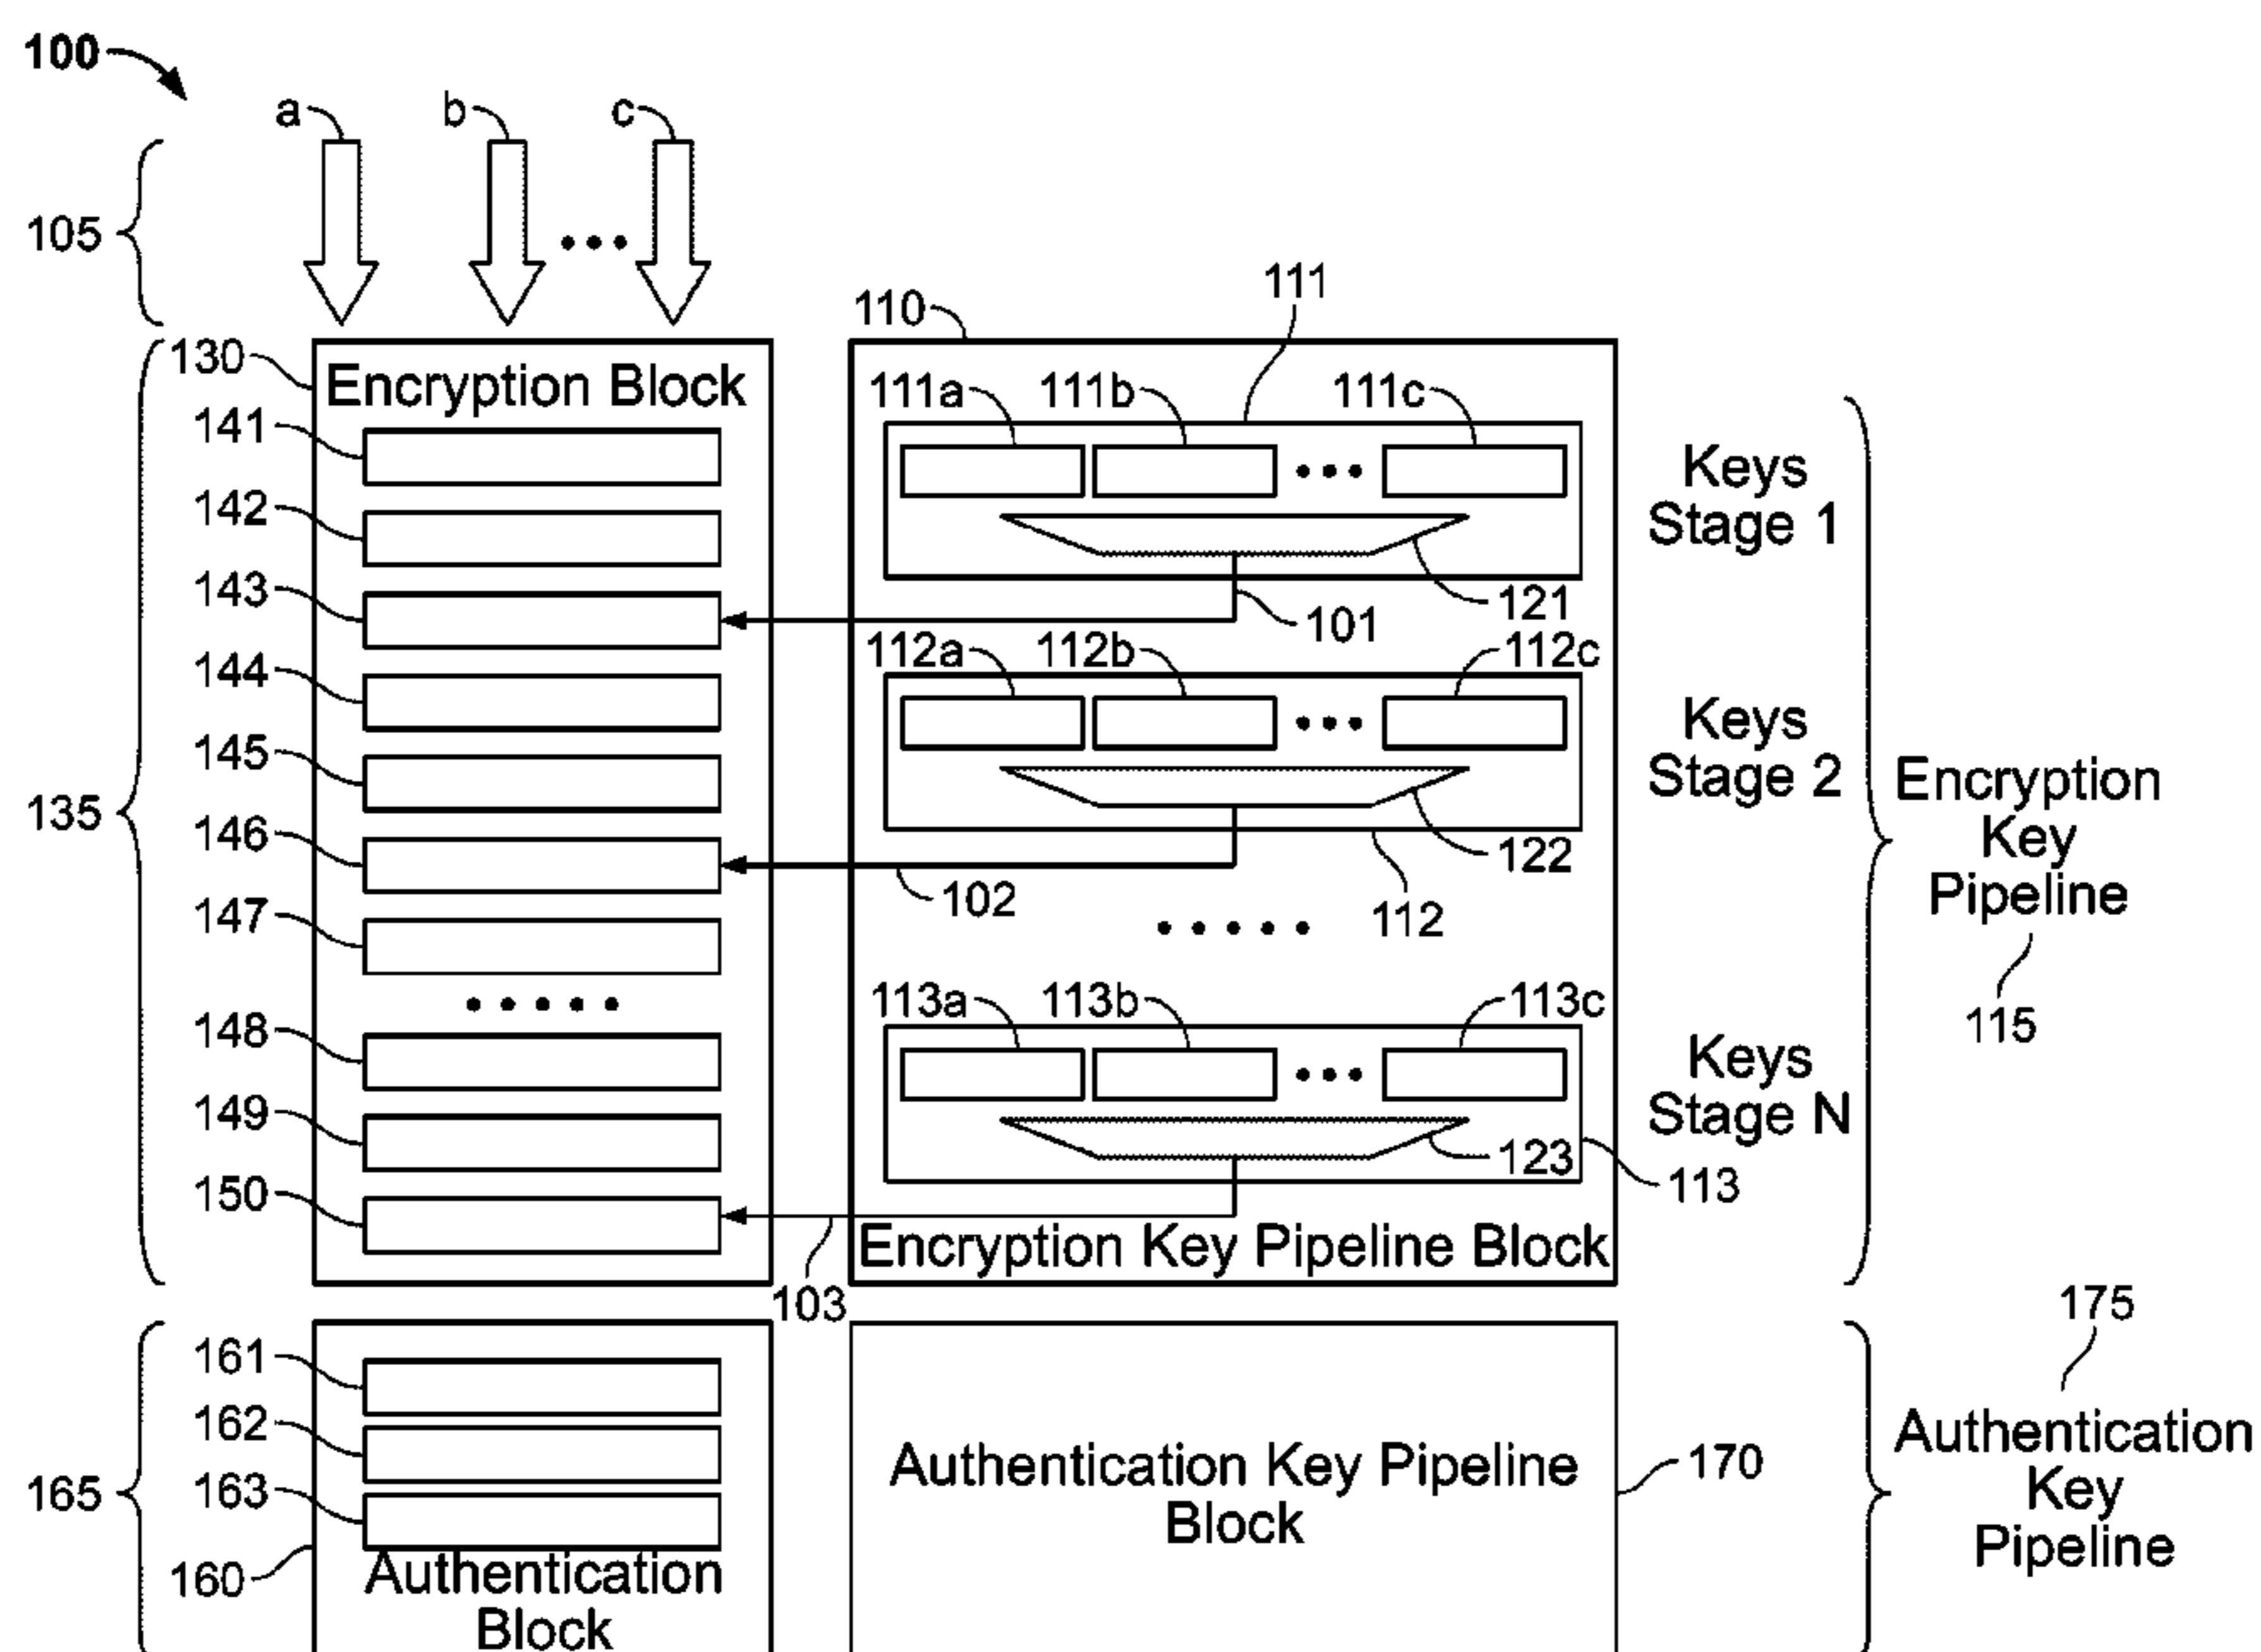 100
a b c
105
111
110
130
Encryption Block
111a 111b 111c
141
Keys
Stage 1
142
121
143
101
112a 112b 112c
144
Keys
Stage 2
145
122
135
146
102
112
Encryption
Key
Pipeline
115
147
113a 113b 113c
148
Keys
Stage N
149
123
113
150
Encryption Key Pipeline Block
103
175
161
162
163
165
160
Authentication
Block
Authentication Key Pipeline
Block
170
Authentication
Key
Pipeline